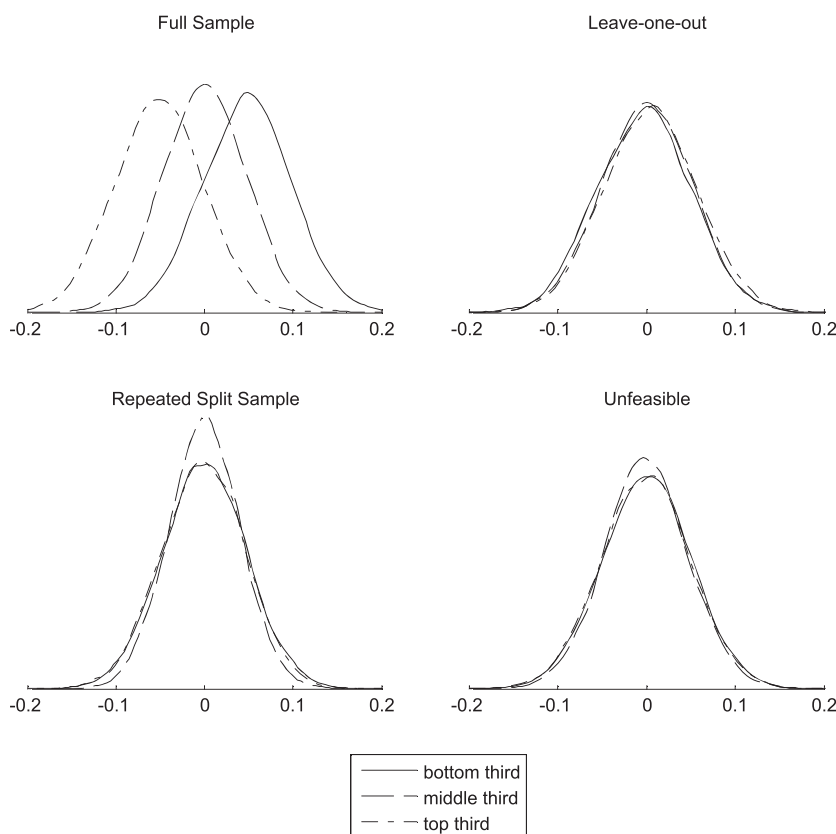 Full Sample
Leave-one-out
-0.2 -0.1 0 0.1 0.2
-0.2 -0.1 0 0.1 0.2
Repeated Split Sample
Unfeasible
-0.2 -0.1 0 0.1 0.2
-0.2 -0.1 0 0.1 0.2
bottom third
middle third
top third